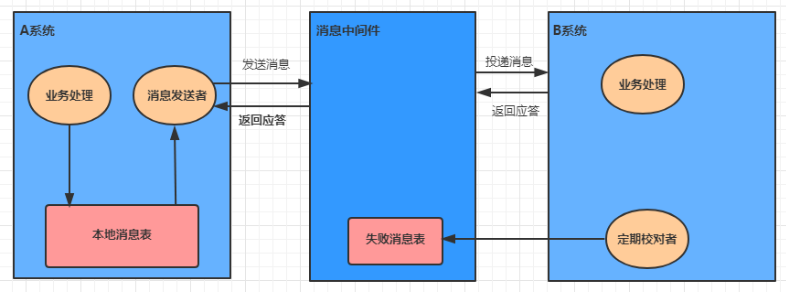 A系统
消息中间件
B系统
发送消息
投递消息
业务处理
消息发送者
业务处理
返回应答
返回应答
本地消息表
失败消息表
定期校对者